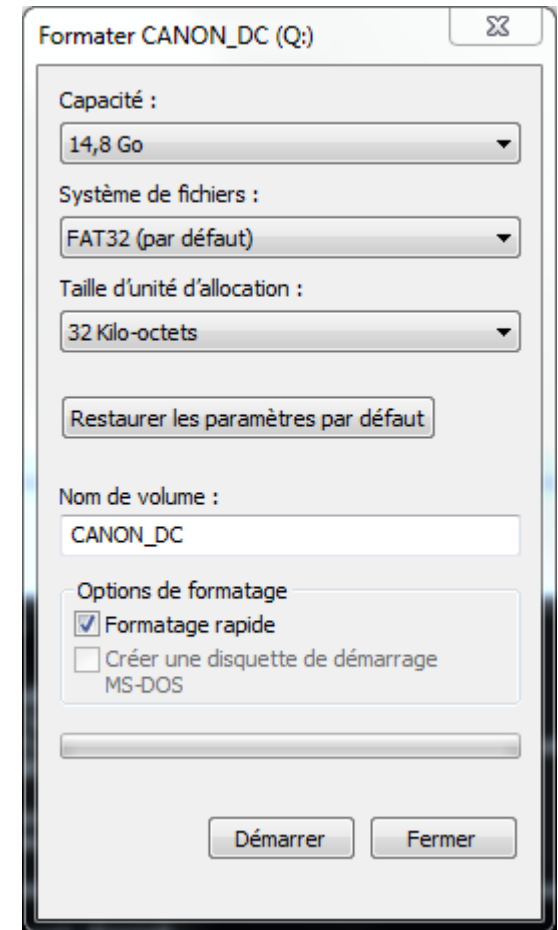 Formater CANON_DC (Q:)
Capacité :
14,8 Go
Système de fichiers :
FAT32 (par défaut)
Taille d'unité d'allocation :
32 Kilo-octets
Restaurer les paramètres par défaut
Nom de volume :
CANON_DC
Options de formatage
Formatage rapide
Créer une disquette de démarrage
MS-DOS
Démarrer Fermer